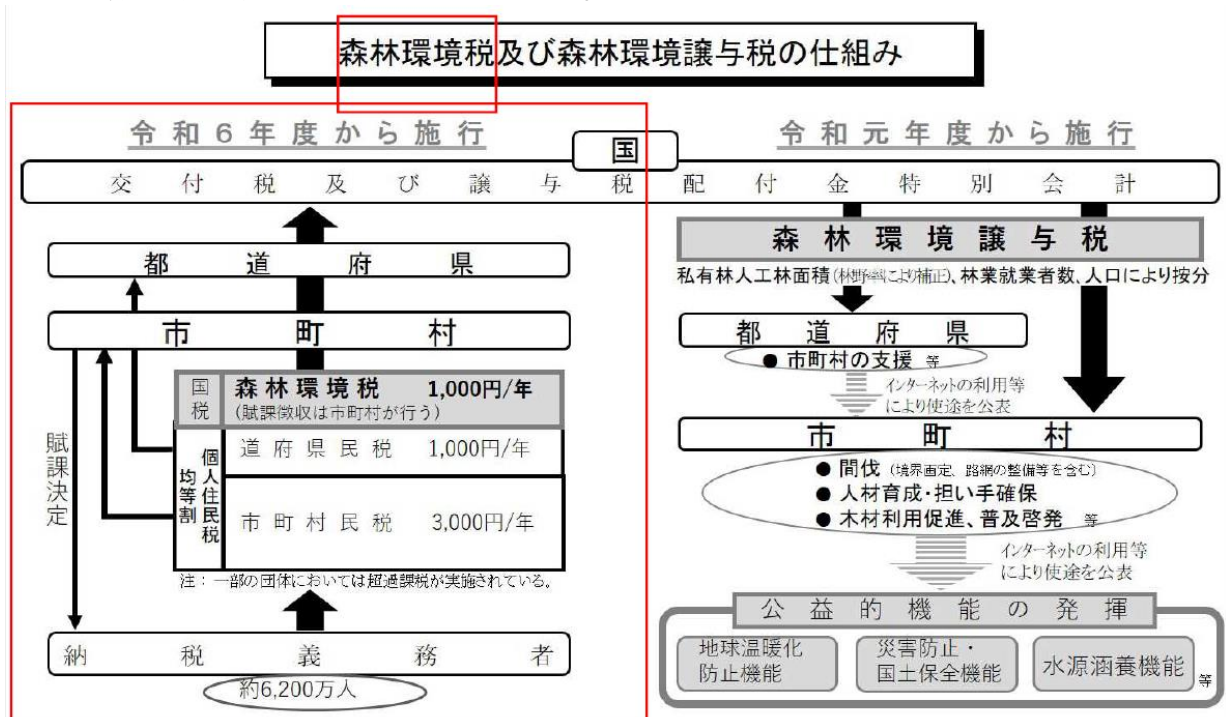 森林環境税及び森林環境譲与税の仕組み
令和6年度から施行
令和元年度から施行
国
交付税及び譲与税配付金特別会計
都道府県
市町村
国税
森林環境税 1,000円/年
(賦課徴収は市町村が行う)
個人住民税均等割
道府県民税 1,000円/年
市町村民税 3,000円/年
賦課決定
注：一部の団体においては超過課税が実施されている。
納税義務者
約6,200万人
森林環境譲与税
私有林人工林面積(林野率により補正)、林業就業者数、人口により按分
都道府県
● 市町村の支援 等
インターネットの利用等
により使途を公表
市町村
● 間伐（境界画定、路網の整備等を含む）
● 人材育成・担い手確保
● 木材利用促進、普及啓発 等
インターネットの利用等
により使途を公表
公益的機能の発揮
地球温暖化
防止機能
災害防止・
国土保全機能
水源涵養機能
等